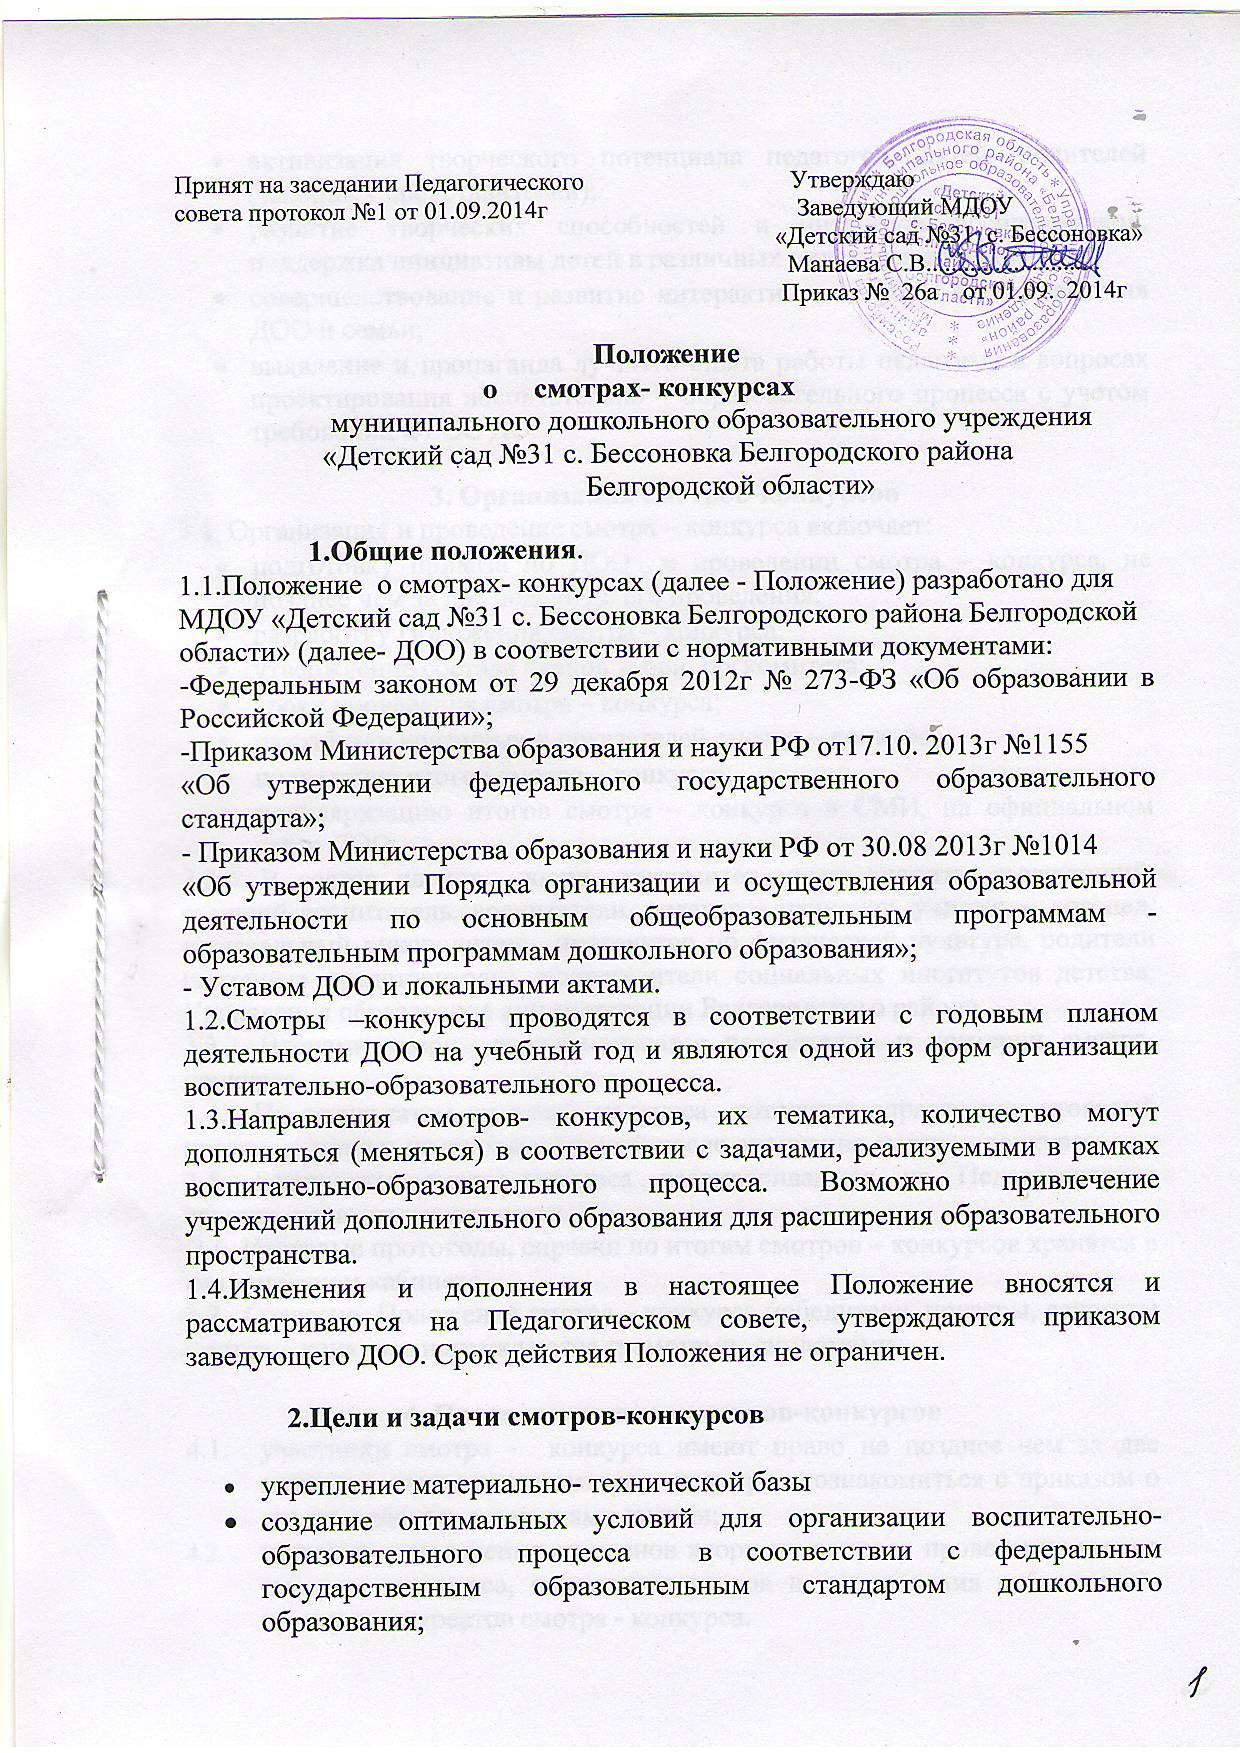 Принят на заседании Педагогического
совета протокол №1 от 01.09.2014г
Утверждаю
Заведующий МДОУ
«Детский сад №31 с. Бессоновка»
Манаева С.В.
Приказ № 26а от 01.09. 2014г
Положение
о смотрах- конкурсах
муниципального дошкольного образовательного учреждения
«Детский сад №31 с. Бессоновка Белгородского района
Белгородской области»
1.Общие положения.
1.1.Положение о смотрах- конкурсах (далее - Положение) разработано для
МДОУ «Детский сад №31 с. Бессоновка Белгородского района Белгородской
области» (далее- ДОО) в соответствии с нормативными документами:
-Федеральным законом от 29 декабря 2012г № 273-ФЗ «Об образовании в
Российской Федерации»;
-Приказом Министерства образования и науки РФ от17.10. 2013г №1155
«Об утверждении федерального государственного образовательного
стандарта»;
- Приказом Министерства образования и науки РФ от 30.08 2013г №1014
«Об утверждении Порядка организации и осуществления образовательной
деятельности по основным общеобразовательным программам -
образовательным программам дошкольного образования»;
- Уставом ДОО и локальными актами.
1.2.Смотры –конкурсы проводятся в соответствии с годовым планом
деятельности ДОО на учебный год и являются одной из форм организации
воспитательно-образовательного процесса.
1.3.Направления смотров- конкурсов, их тематика, количество могут
дополняться (меняться) в соответствии с задачами, реализуемыми в рамках
воспитательно-образовательного процесса. Возможно привлечение
учреждений дополнительного образования для расширения образовательного
пространства.
1.4.Изменения и дополнения в настоящее Положение вносятся и
рассматриваются на Педагогическом совете, утверждаются приказом
заведующего ДОО. Срок действия Положения не ограничен.
2.Цели и задачи смотров-конкурсов
• укрепление материально- технической базы
• создание оптимальных условий для организации воспитательно-
образовательного процесса в соответствии с федеральным
государственным образовательным стандартом дошкольного
образования;
1